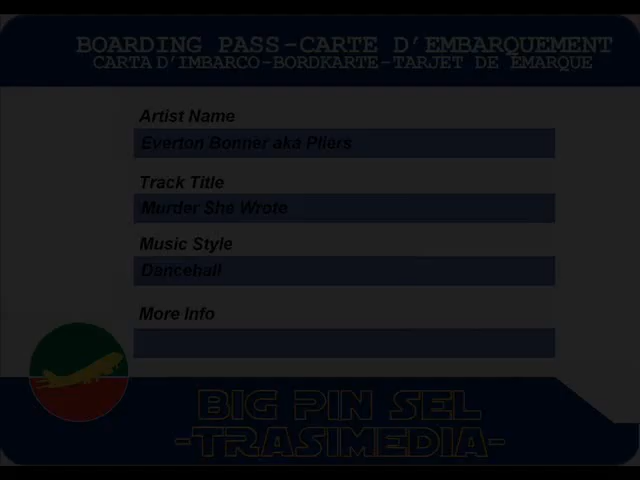 BOARDING PASS-CARTE D'EMBARQUEMENT
CARTA D'IMBARCO-BORDKARTE-TARJET DE EMARQUE
Artist Name
Everton Bonner aka Pliers
Track Title
Murder She Wrote
Music Style
Dancehall
More Info
BIG PIN SEL
-TRASIMEDIA-